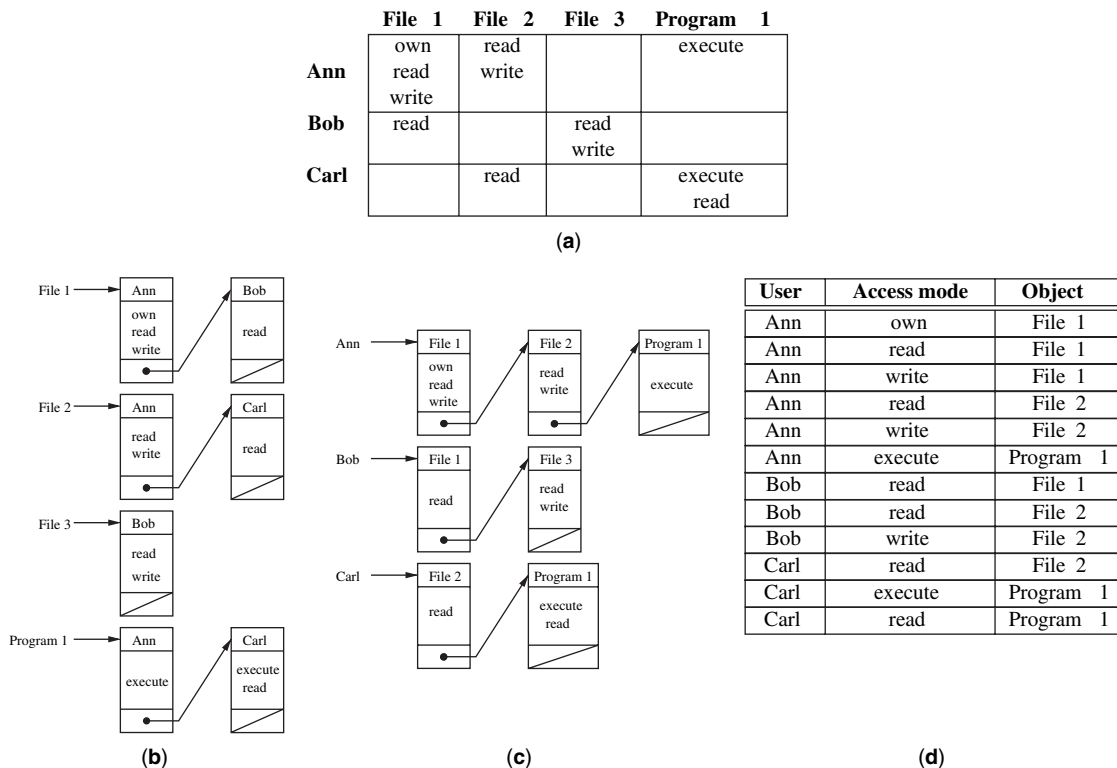 File 1 File 2 File 3 Program 1
own read execute
Ann read write
write
Bob read read
write
Carl read execute
read
(a)
File 1 Ann Bob
own
read read
write
File 2 Ann Carl
read
write read
File 3 Bob
read
write
Program 1 Ann Carl
execute execute
read
(b)
Ann File 1 File 2 Program 1
own
read read execute
write write
Bob File 1 File 3
read read
write
Carl File 2 Program 1
read execute
read
(c)
User Access mode Object
Ann own File 1
Ann read File 1
Ann write File 1
Ann read File 2
Ann write File 2
Ann execute Program 1
Bob read File 1
Bob read File 2
Bob write File 2
Carl read File 2
Carl execute Program 1
Carl read Program 1
(d)